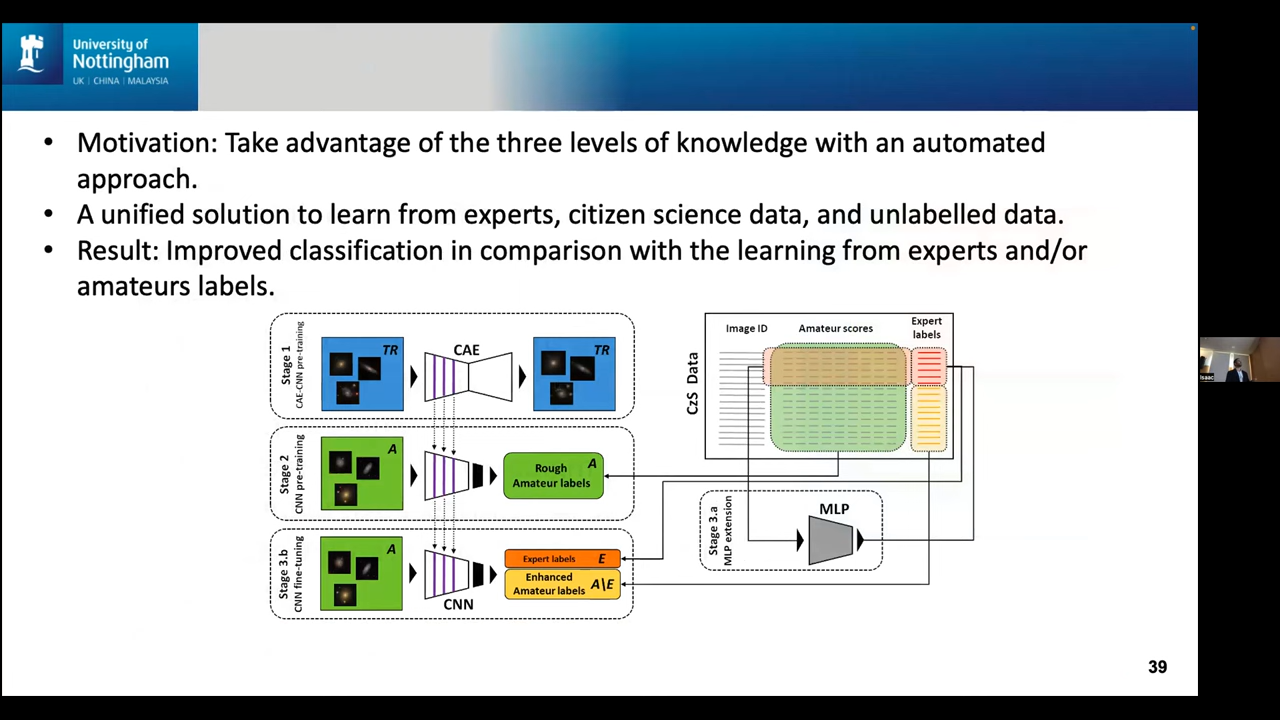 University of
Nottingham
UK | CHINA | MALAYSIA
• Motivation: Take advantage of the three levels of knowledge with an automated
approach.
• A unified solution to learn from experts, citizen science data, and unlabelled data.
• Result: Improved classification in comparison with the learning from experts and/or
amateurs labels.
Stage 1
CAE-CNN pre-training
TR
CAE
TR
Stage 2
CNN pre-training
A
Rough
Amateur labels
A
Stage 3.b
CNN fine-tuning
A
CNN
Expert labels E
Enhanced
Amateur labels
A\E
CzS Data
Image ID
Amateur scores
Expert
labels
Stage 3.a
MLP extension
MLP
39
Isaac